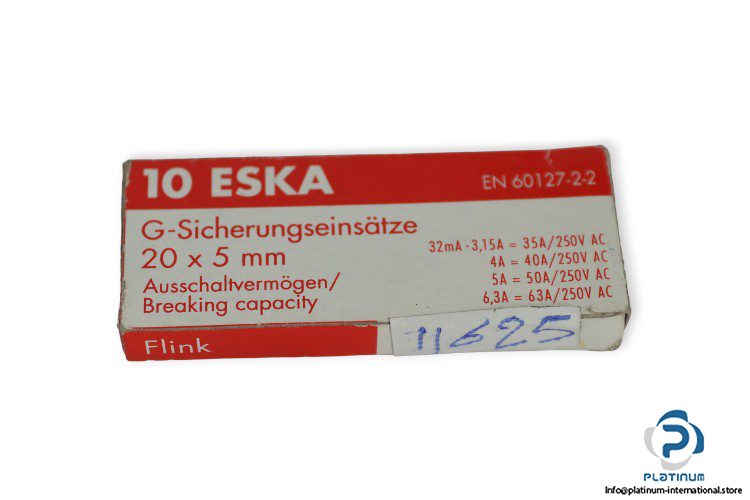 10 ESKA
EN 60127-2-2
G-Sicherungseinsätze
20 x 5 mm
Ausschaltvermögen/
Breaking capacity
32mA-3,15A = 35A/250V AC
4A = 40A/250V AC
5A = 50A/250V AC
6,3A = 63A/250V AC
Flink
11625
PLATINUM
Info@platinum-international.store